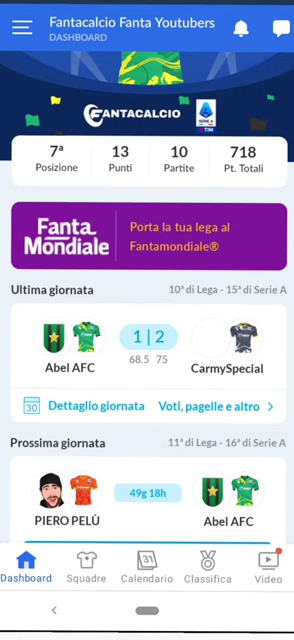 Fantacalcio Fanta Youtubers
DASHBOARD
FANTACALCIO
SERIE A
TIM
7ª
13
10
718
Posizione
Punti
Partite
Pt. Totali
Fanta
Mondiale
Porta la tua lega al
Fantamondiale®
Ultima giornata
10ª di Lega - 15ª di Serie A
1 | 2
68.5 75
Abel AFC
CarmySpecial
30
Dettaglio giornata
Voti, pagelle e altro
Prossima giornata
11ª di Lega - 16ª di Serie A
49g 18h
PIERO PELÙ
Abel AFC
31
Dashboard
Squadre
Calendario
Classifica
Video